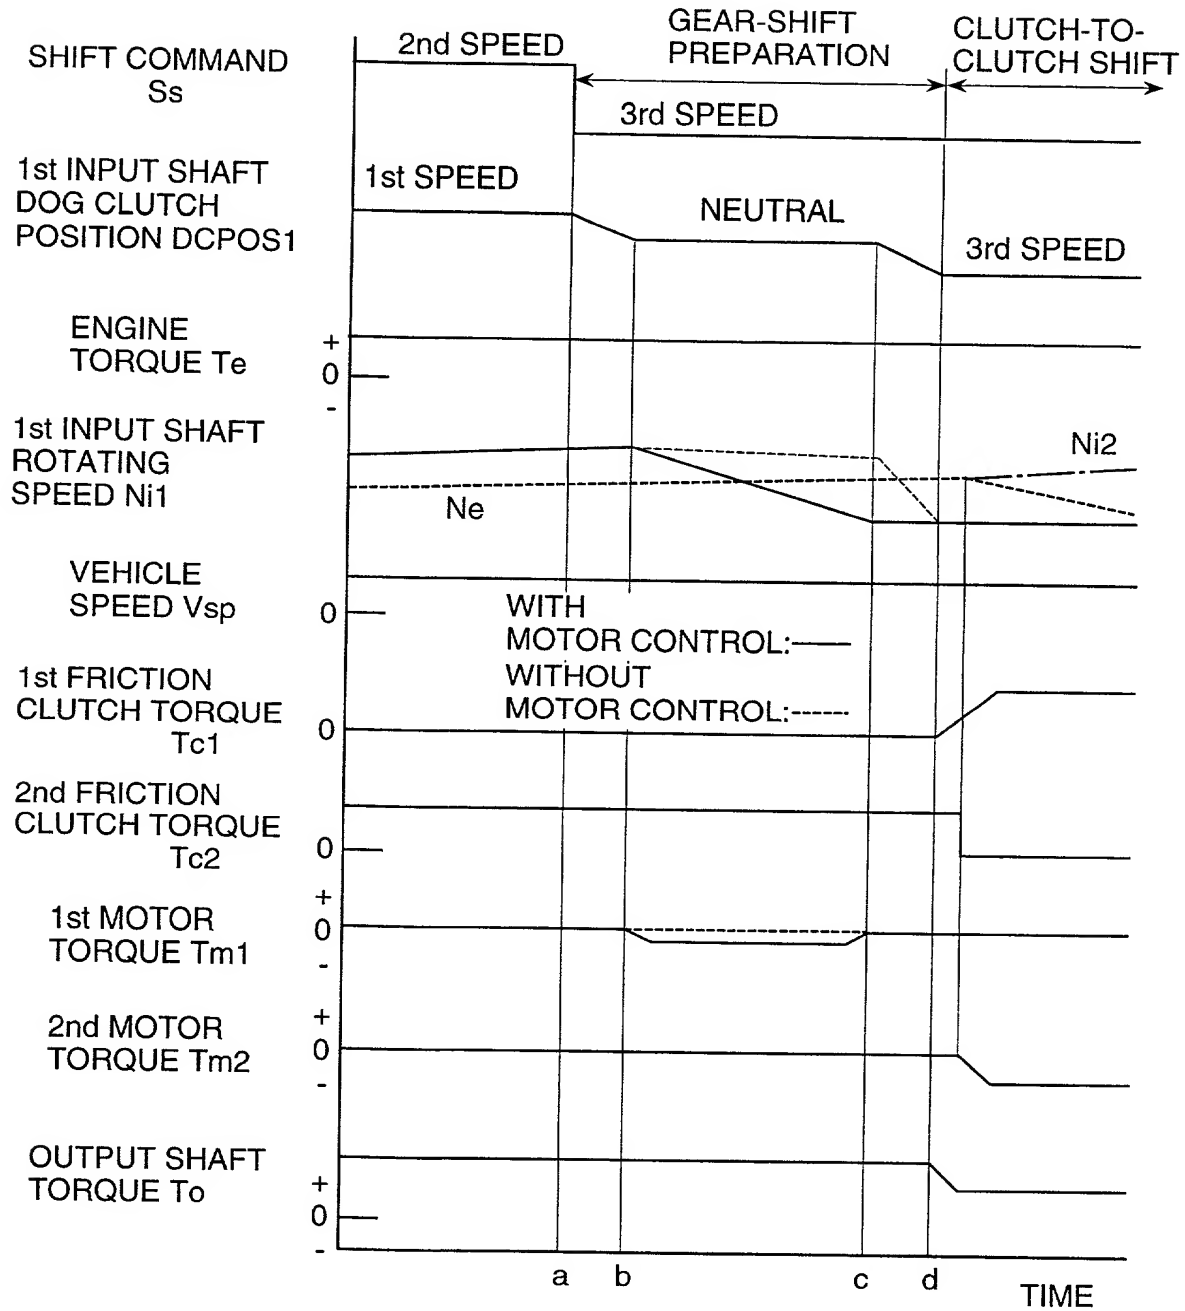 GEAR-SHIFT
PREPARATION
CLUTCH-TO-
CLUTCH SHIFT
SHIFT COMMAND
Ss
2nd SPEED
3rd SPEED
1st INPUT SHAFT
DOG CLUTCH
POSITION DCPOS1
1st SPEED
NEUTRAL
3rd SPEED
ENGINE
TORQUE Te
+
0
-
1st INPUT SHAFT
ROTATING
SPEED Ni1
Ne
Ni2
VEHICLE
SPEED Vsp
0
WITH
MOTOR CONTROL:
WITHOUT
MOTOR CONTROL:
1st FRICTION
CLUTCH TORQUE
Tc1
0
2nd FRICTION
CLUTCH TORQUE
Tc2
0
1st MOTOR
TORQUE Tm1
+
0
-
2nd MOTOR
TORQUE Tm2
+
0
-
OUTPUT SHAFT
TORQUE To
+
0
-
a b c d
TIME